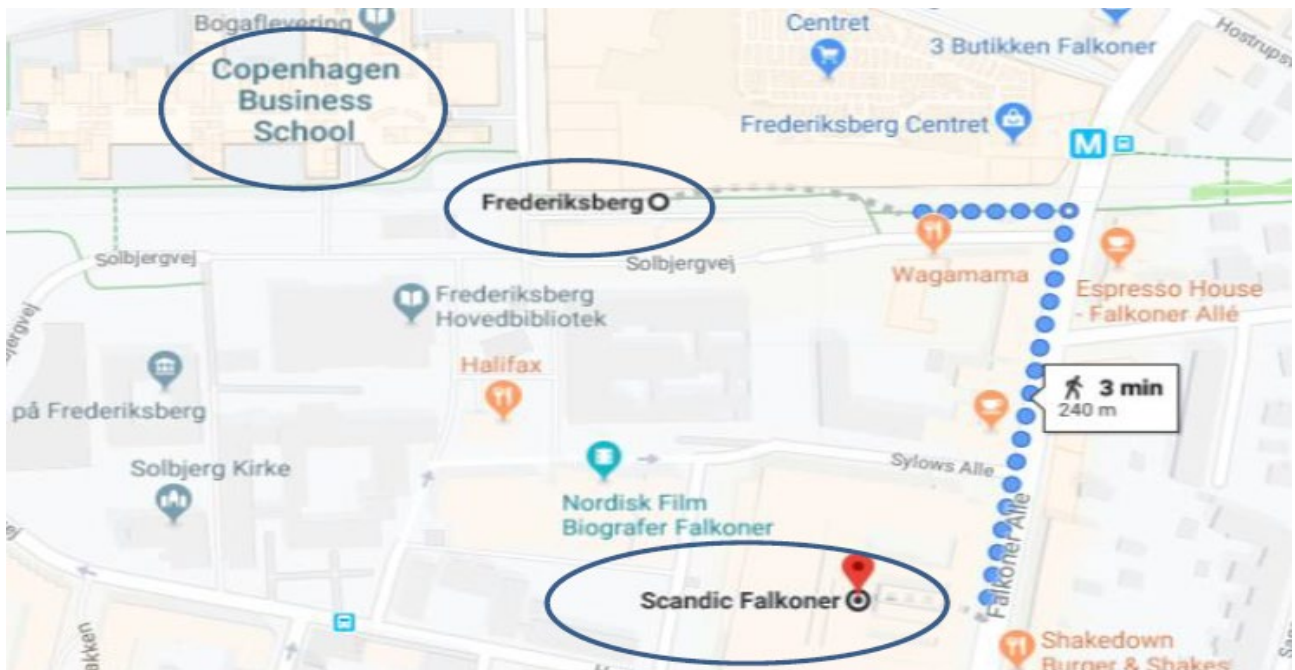 Bogaflevering
Copenhagen
Business
School
Centret
3 Butikken Falkoner
Frederiksberg Centret
M
Frederiksberg
Solbjergvej
Solbjergvej
Wagamama
Espresso House
- Falkoner Allé
Frederiksberg
Hovedbibliotek
Halifax
på Frederiksberg
3 min
240 m
Solbjerg Kirke
Sylows Alle
Nordisk Film
Biografer Falkoner
Falkoner Alle
Scandic Falkoner
Shakedown
Burger & Shakes